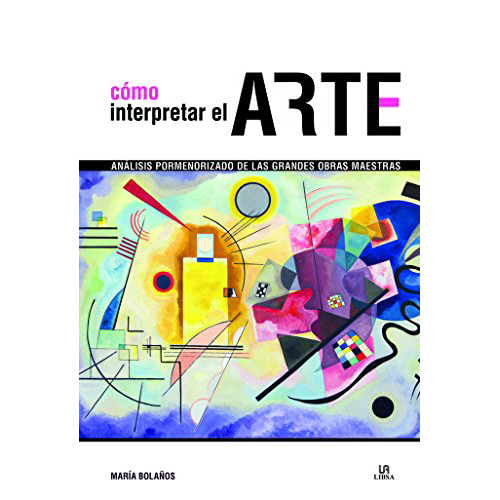 cómo
interpretar el ARTE
ANÁLISIS PORMENORIZADO DE LAS GRANDES OBRAS MAESTRAS
MARÍA BOLAÑOS
LIBSA